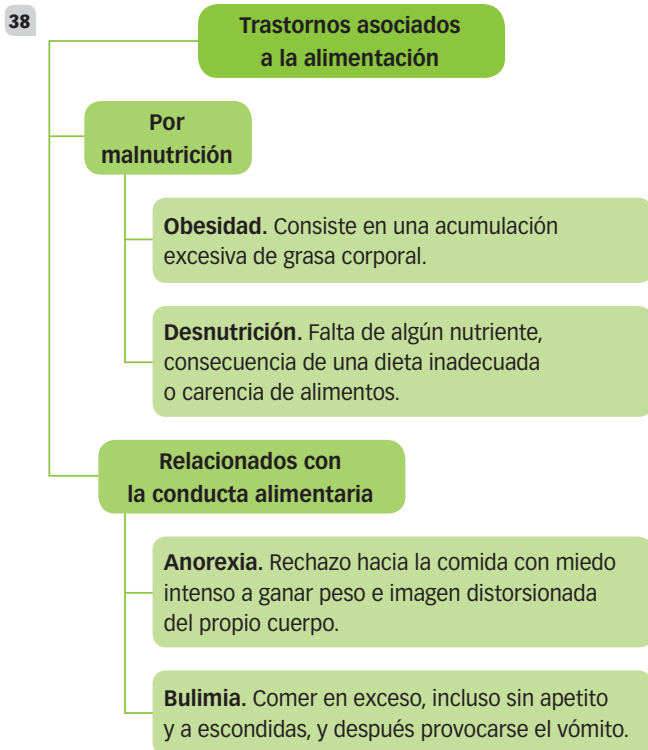 38
Trastornos asociados
a la alimentación
Por
malnutrición
Obesidad. Consiste en una acumulación
excesiva de grasa corporal.
Desnutrición. Falta de algún nutriente,
consecuencia de una dieta inadecuada
o carencia de alimentos.
Relacionados con
la conducta alimentaria
Anorexia. Rechazo hacia la comida con miedo
intenso a ganar peso e imagen distorsionada
del propio cuerpo.
Bulimia. Comer en exceso, incluso sin apetito
y a escondidas, y después provocarse el vómito.